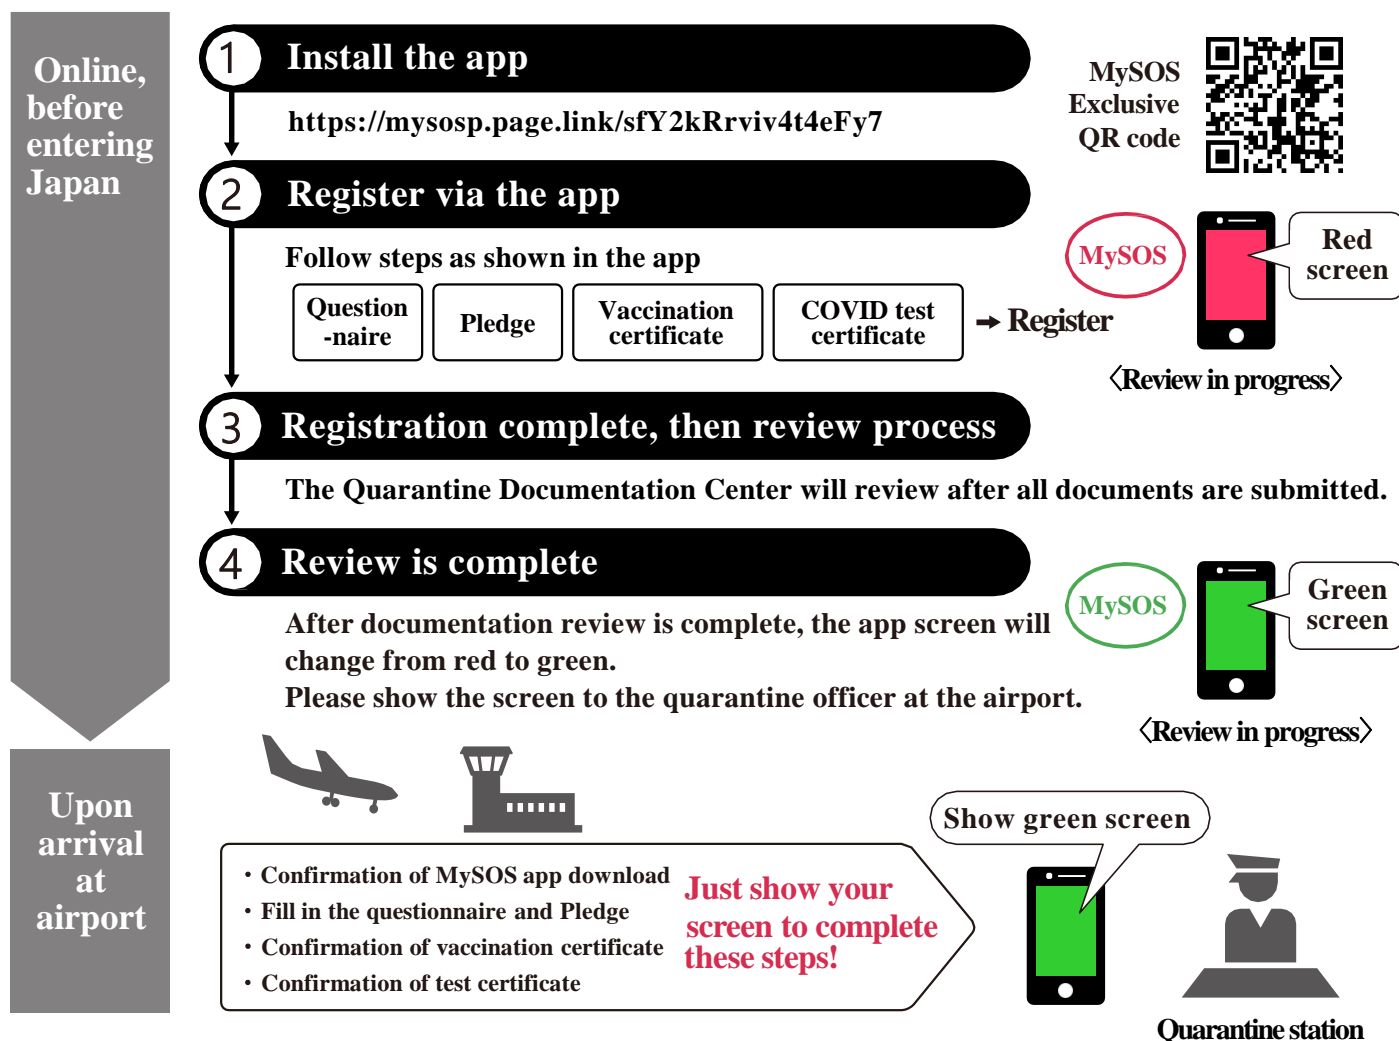 Online,
before
entering
Japan
1
Install the app
https://mysosp.page.link/sfY2kRrviv4t4eFy7
MySOS
Exclusive
QR code
2
Register via the app
Follow steps as shown in the app
Question
-naire
Pledge
Vaccination
certificate
COVID test
certificate
→ Register
MySOS
Red
screen
〈Review in progress〉
3
Registration complete, then review process
The Quarantine Documentation Center will review after all documents are submitted.
4
Review is complete
After documentation review is complete, the app screen will
change from red to green.
Please show the screen to the quarantine officer at the airport.
MySOS
Green
screen
〈Review in progress〉
Upon
arrival
at
airport
・Confirmation of MySOS app download
・Fill in the questionnaire and Pledge
・Confirmation of vaccination certificate
・Confirmation of test certificate
Just show your
screen to complete
these steps!
Show green screen
Quarantine station